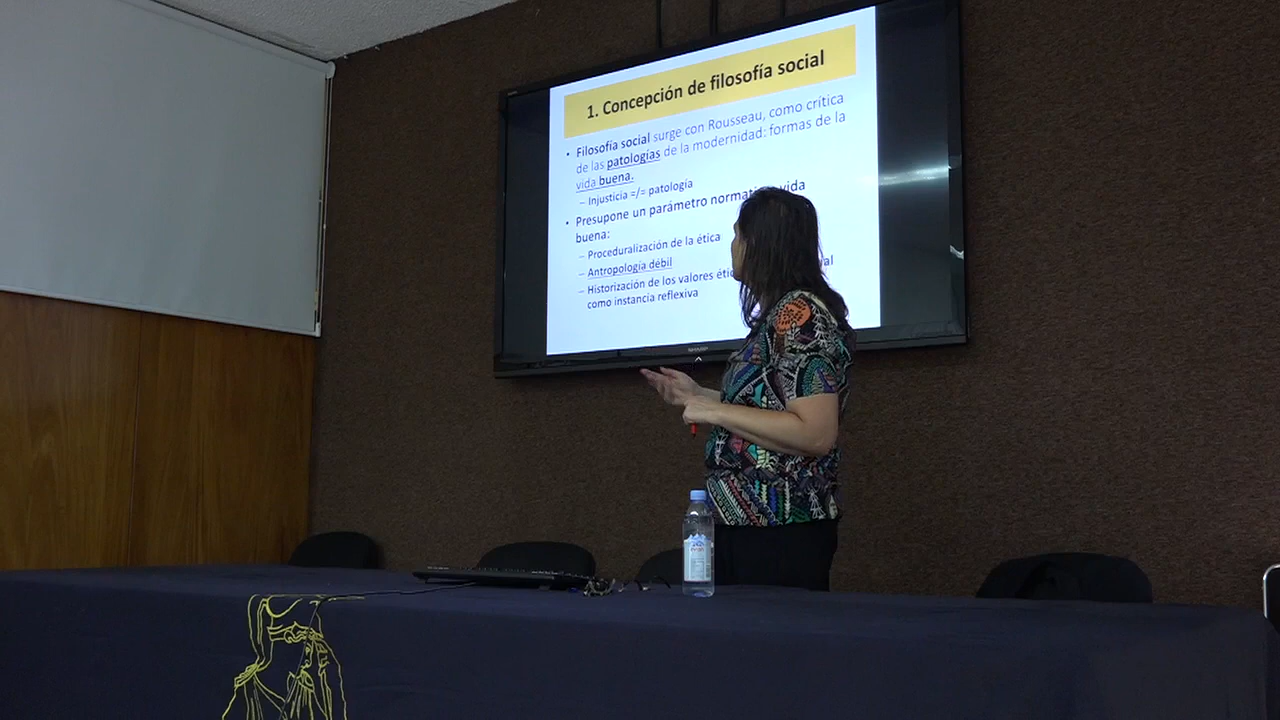 1. Concepción de filosofía social
• Filosofía social surge con Rousseau, como crítica
de las patologías de la modernidad: formas de la
vida buena.
– Injusticia =/= patología
• Presupone un parámetro vida
buena:
– Proceduralización de la ética
– Antropología débil
– Historización de los valores
como instancia reflexiva
SHARP
evian